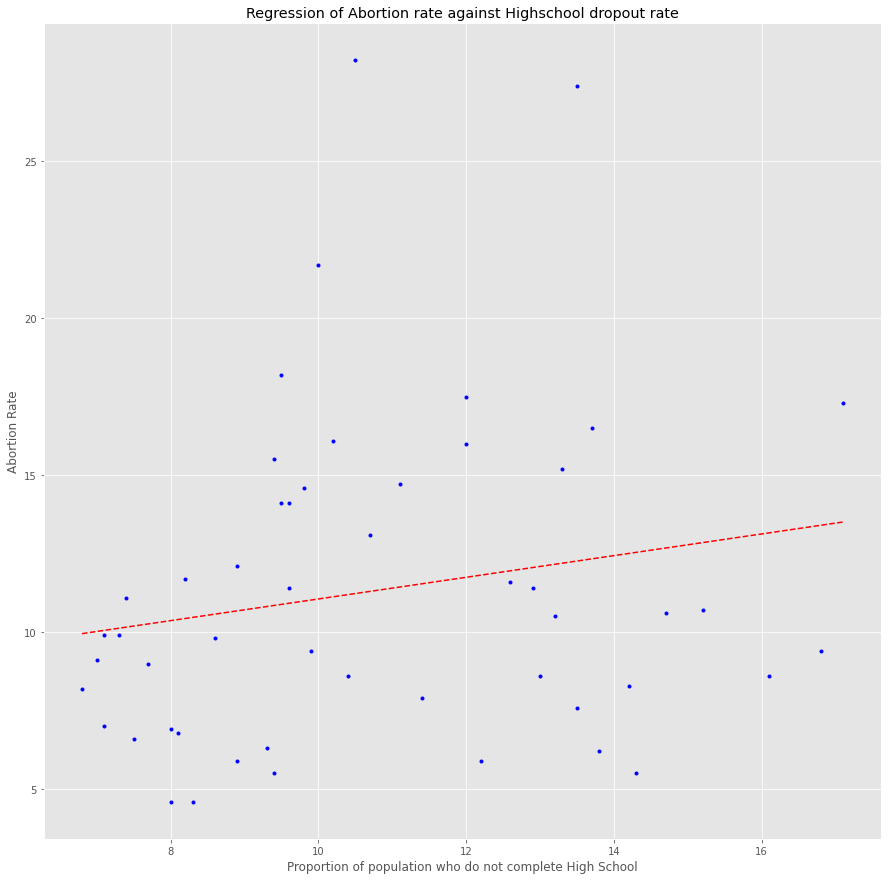 Regression of Abortion rate against Highschool dropout rate
25
20
15
10
5
Abortion Rate
8 10 12 14 16
Proportion of population who do not complete High School